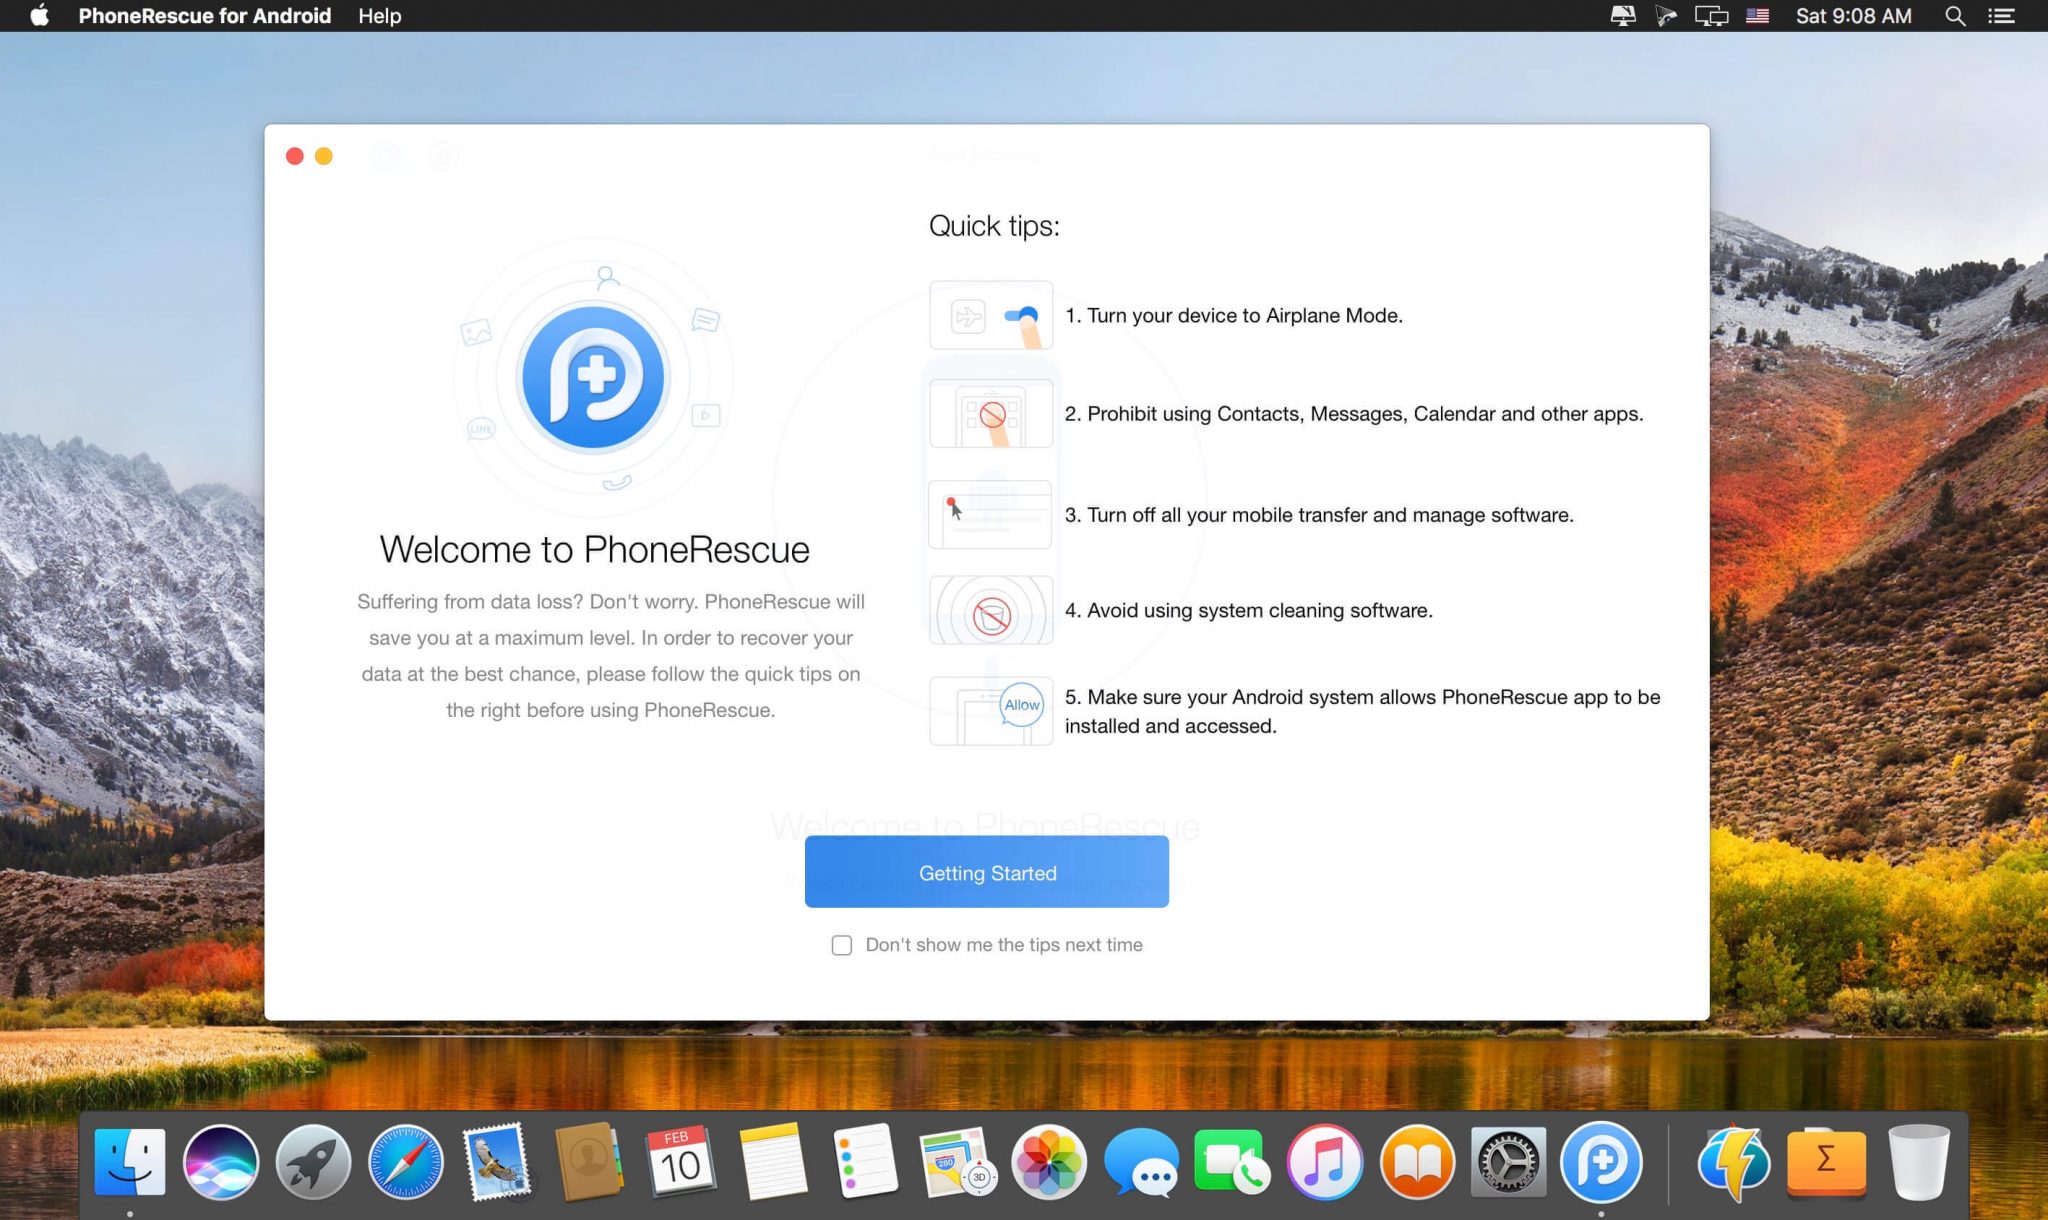 PhoneRescue for Android Help Sat 9:08 AM
Quick tips:
1. Turn your device to Airplane Mode.
2. Prohibit using Contacts, Messages, Calendar and other apps.
LINE
3. Turn off all your mobile transfer and manage software.
Welcome to PhoneRescue
Suffering from data loss? Don't worry. PhoneRescue will
save you at a maximum level. In order to recover your
data at the best chance, please follow the quick tips on
the right before using PhoneRescue.
4. Avoid using system cleaning software.
Allow
5. Make sure your Android system allows PhoneRescue app to be
installed and accessed.
Welcome to PhoneRescue
Getting Started
Don't show me the tips next time
FEB
10
280
3D
Σ